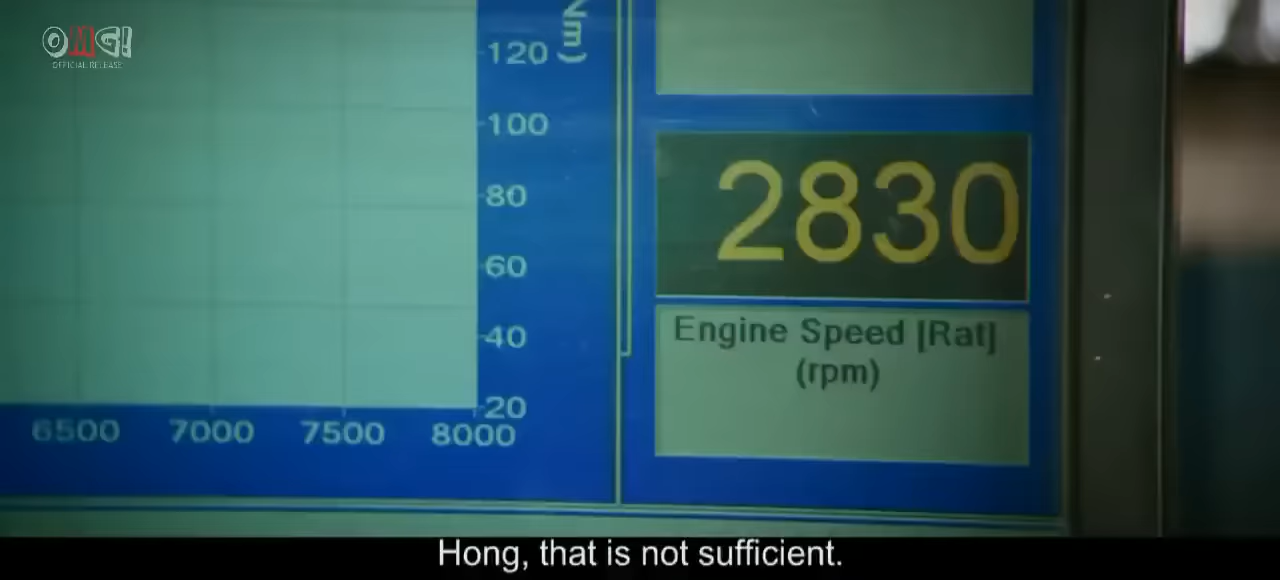 OMG!
OFFICIAL RELEASE
Nm)
120
100
80
60
40
20
6500 7000 7500 8000
2830
Engine Speed [Rat]
(rpm)
Hong, that is not sufficient.